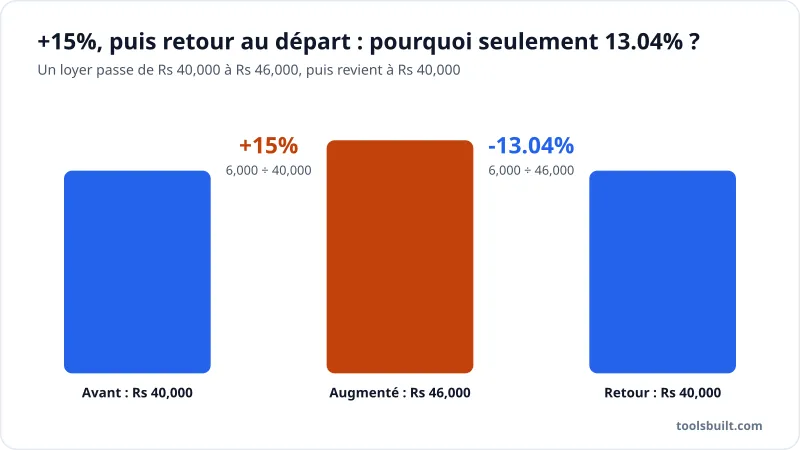 +15%, puis retour au départ : pourquoi seulement 13.04% ?
Un loyer passe de Rs 40,000 à Rs 46,000, puis revient à Rs 40,000
+15%
6,000 ÷ 40,000
-13.04%
6,000 ÷ 46,000
Avant : Rs 40,000
Augmenté : Rs 46,000
Retour : Rs 40,000
toolsbuilt.com